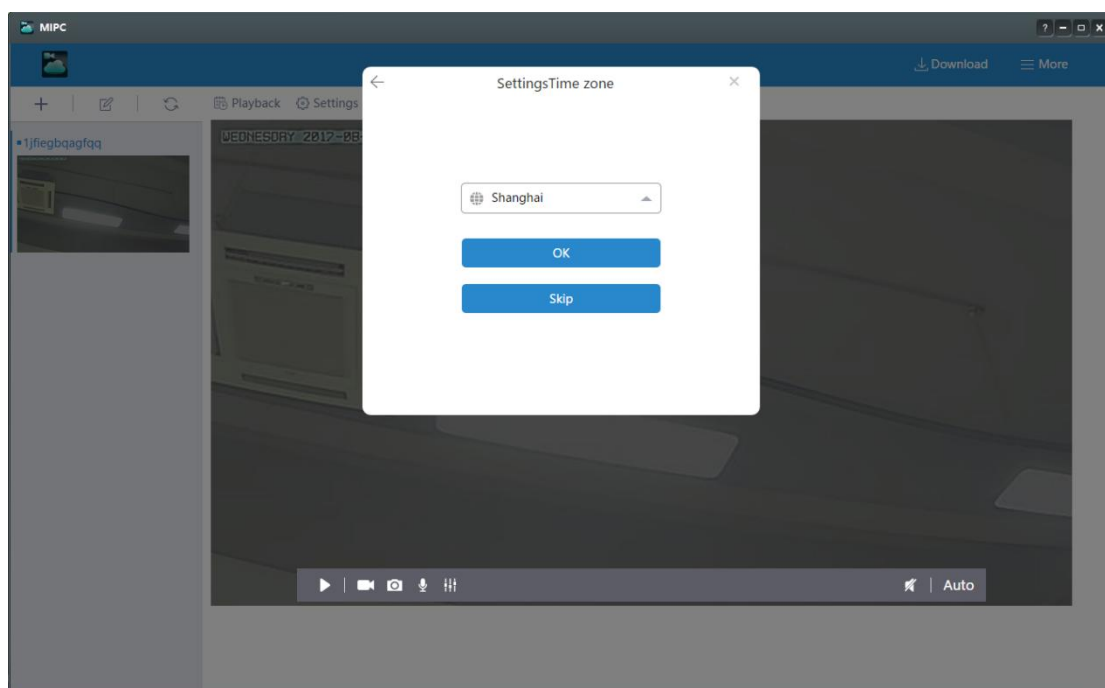 MIPC
Download
More
SettingsTime zone
Playback
Settings
1jfiegbqagfqq
WEDNESDAY 2017-08-
Shanghai
OK
Skip
Auto